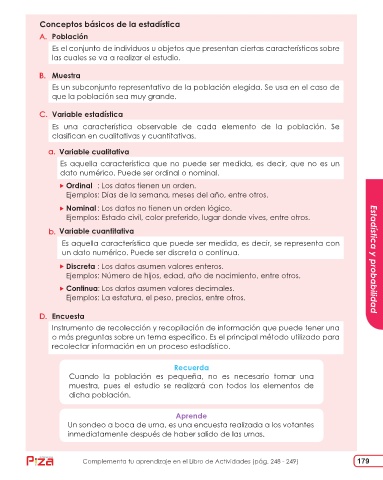 Conceptos básicos de la estadística
A. Población
Es el conjunto de individuos u objetos que presentan ciertas características sobre
las cuales se va a realizar el estudio.
B. Muestra
Es un subconjunto representativo de la población elegida. Se usa en el caso de
que la población sea muy grande.
C. Variable estadística
Es una característica observable de cada elemento de la población. Se
clasifican en cualitativas y cuantitativas.
a. Variable cualitativa
Es aquella característica que no puede ser medida, es decir, que no es un
dato numérico. Puede ser ordinal o nominal.
▶ Ordinal : Los datos tienen un orden.
Ejemplos: Días de la semana, meses del año, entre otros.
▶ Nominal : Los datos no tienen un orden lógico.
Ejemplos: Estado civil, color preferido, lugar donde vives, entre otros.
b. Variable cuantitativa
Es aquella característica que puede ser medida, es decir, se representa con
un dato numérico. Puede ser discreta o continua.
▶ Discreta : Los datos asumen valores enteros.
Ejemplos: Número de hijos, edad, año de nacimiento, entre otros.
▶ Continua: Los datos asumen valores decimales.
Ejemplos: La estatura, el peso, precios, entre otros.
D. Encuesta
Instrumento de recolección y recopilación de información que puede tener una
o más preguntas sobre un tema específico. Es el principal método utilizado para
recolectar información en un proceso estadístico.
Recuerda
Cuando la población es pequeña, no es necesario tomar una
muestra, pues el estudio se realizará con todos los elementos de
dicha población.
Aprende
Un sondeo a boca de urna, es una encuesta realizada a los votantes
inmediatamente después de haber salido de las urnas.
Estadística y probabilidad
Pizza
Complementa tu aprendizaje en el Libro de Actividades (pág. 248 - 249)
179